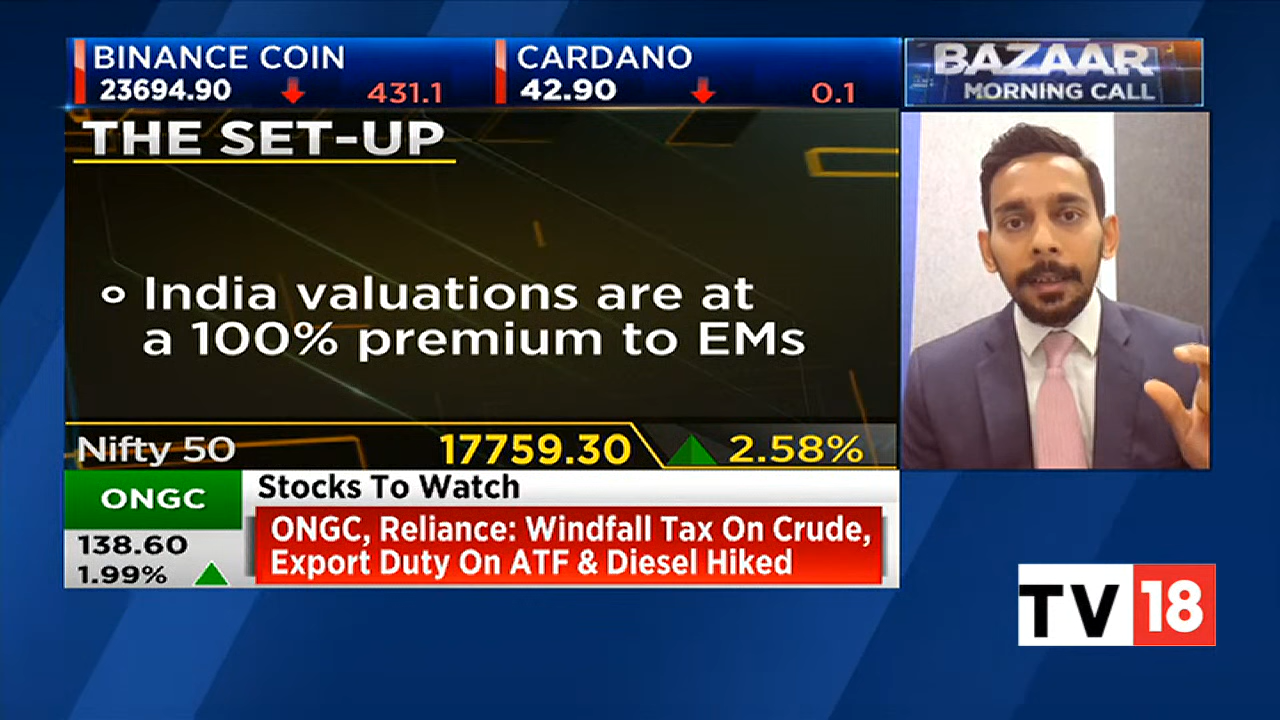 BINANCE COIN
23694.90 431.1
CARDANO
42.90 0.1
BAZAAR
MORNING CALL
THE SET-UP
India valuations are at
a 100% premium to EMs
Nifty 50 17759.30 2.58%
ONGC
138.60
1.99%
Stocks To Watch
ONGC, Reliance: Windfall Tax On Crude,
Export Duty On ATF & Diesel Hiked
TV 18